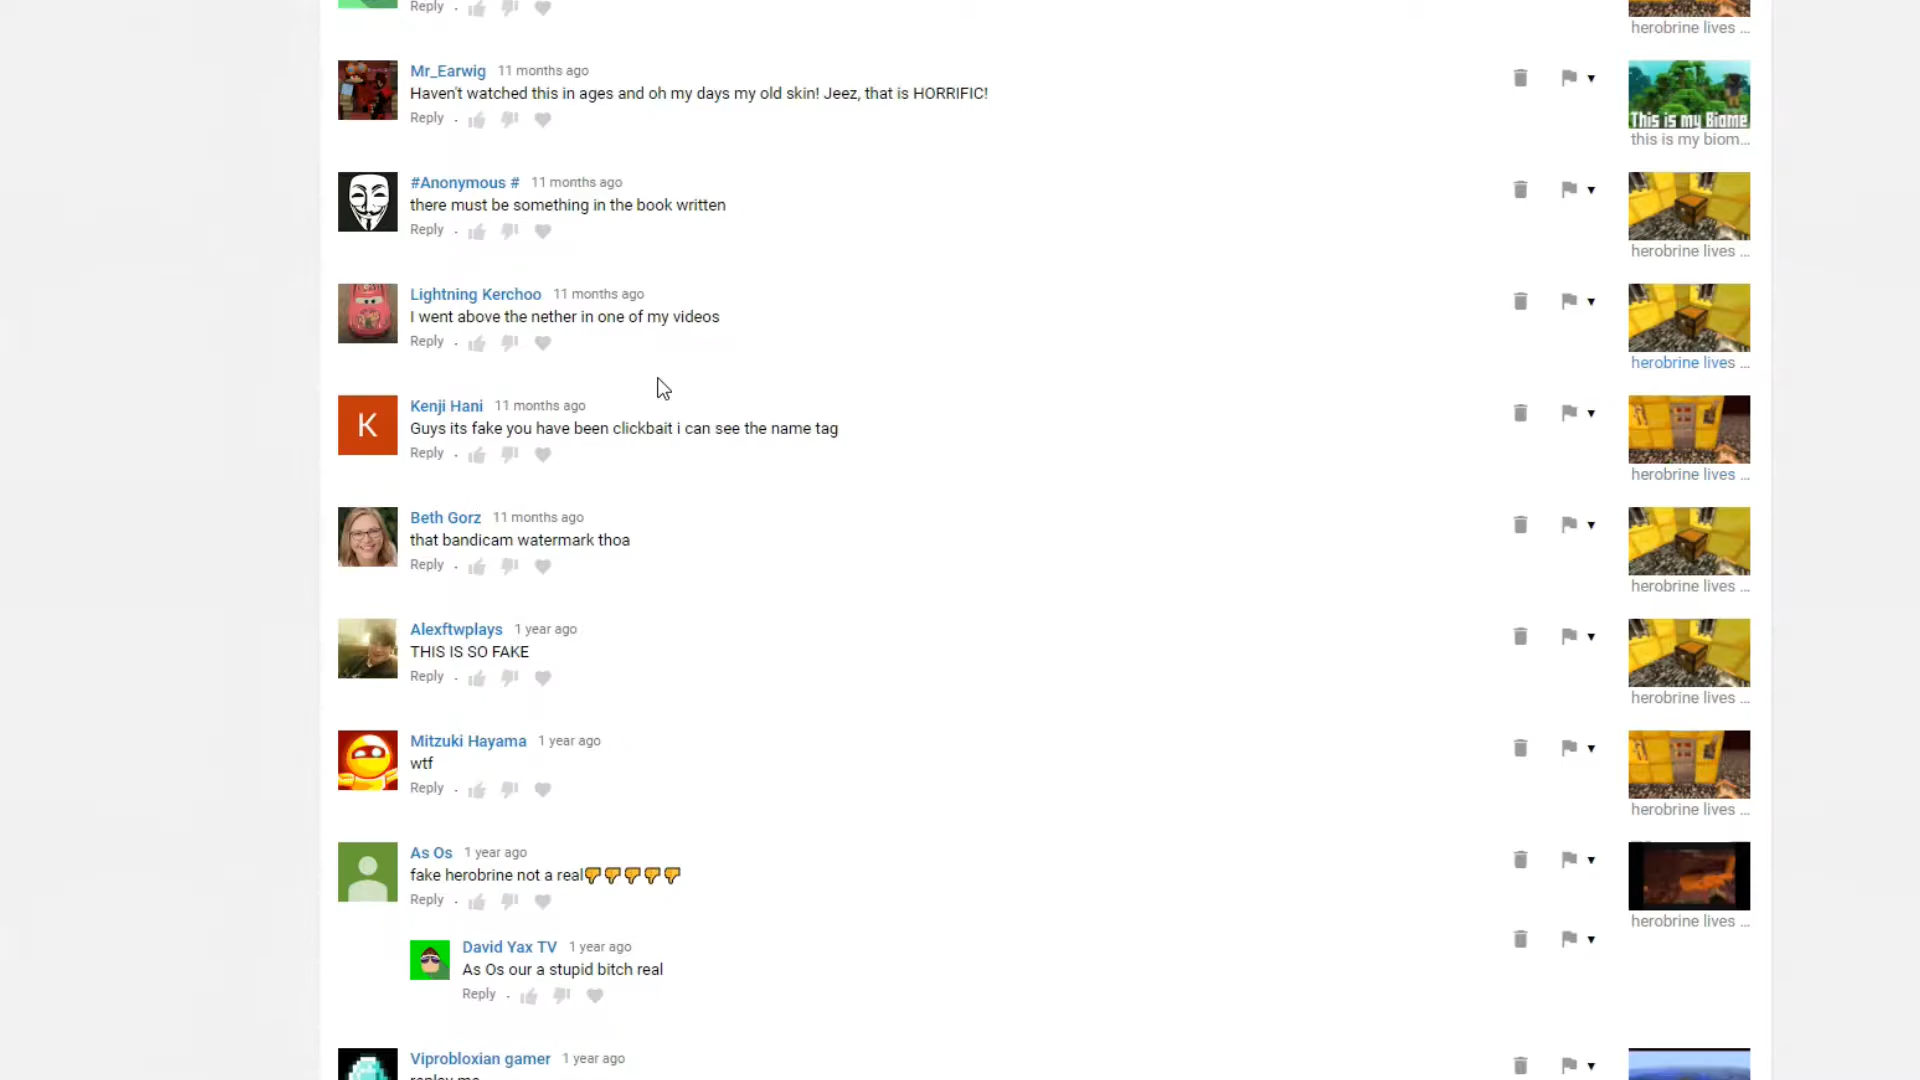 Reply .
herobrine lives ...
Mr_Earwig 11 months ago
Haven't watched this in ages and oh my days my old skin! Jeez, that is HORRIFIC!
Reply .
This is my Biome
this is my biom...
#Anonymous # 11 months ago
there must be something in the book written
Reply .
herobrine lives ...
Lightning Kerchoo 11 months ago
I went above the nether in one of my videos
Reply .
herobrine lives ...
Kenji Hani 11 months ago
K
Guys its fake you have been clickbait i can see the name tag
Reply .
herobrine lives ...
Beth Gorz 11 months ago
that bandicam watermark thoa
Reply .
herobrine lives ...
Alexftwplays 1 year ago
THIS IS SO FAKE
Reply .
herobrine lives ...
Mitzuki Hayama 1 year ago
wtf
Reply .
herobrine lives ...
As Os 1 year ago
fake herobrine not a real👎👎👎👎👎
Reply .
herobrine lives ...
David Yax TV 1 year ago
As Os our a stupid bitch real
Reply .
Viprobloxian gamer 1 year ago